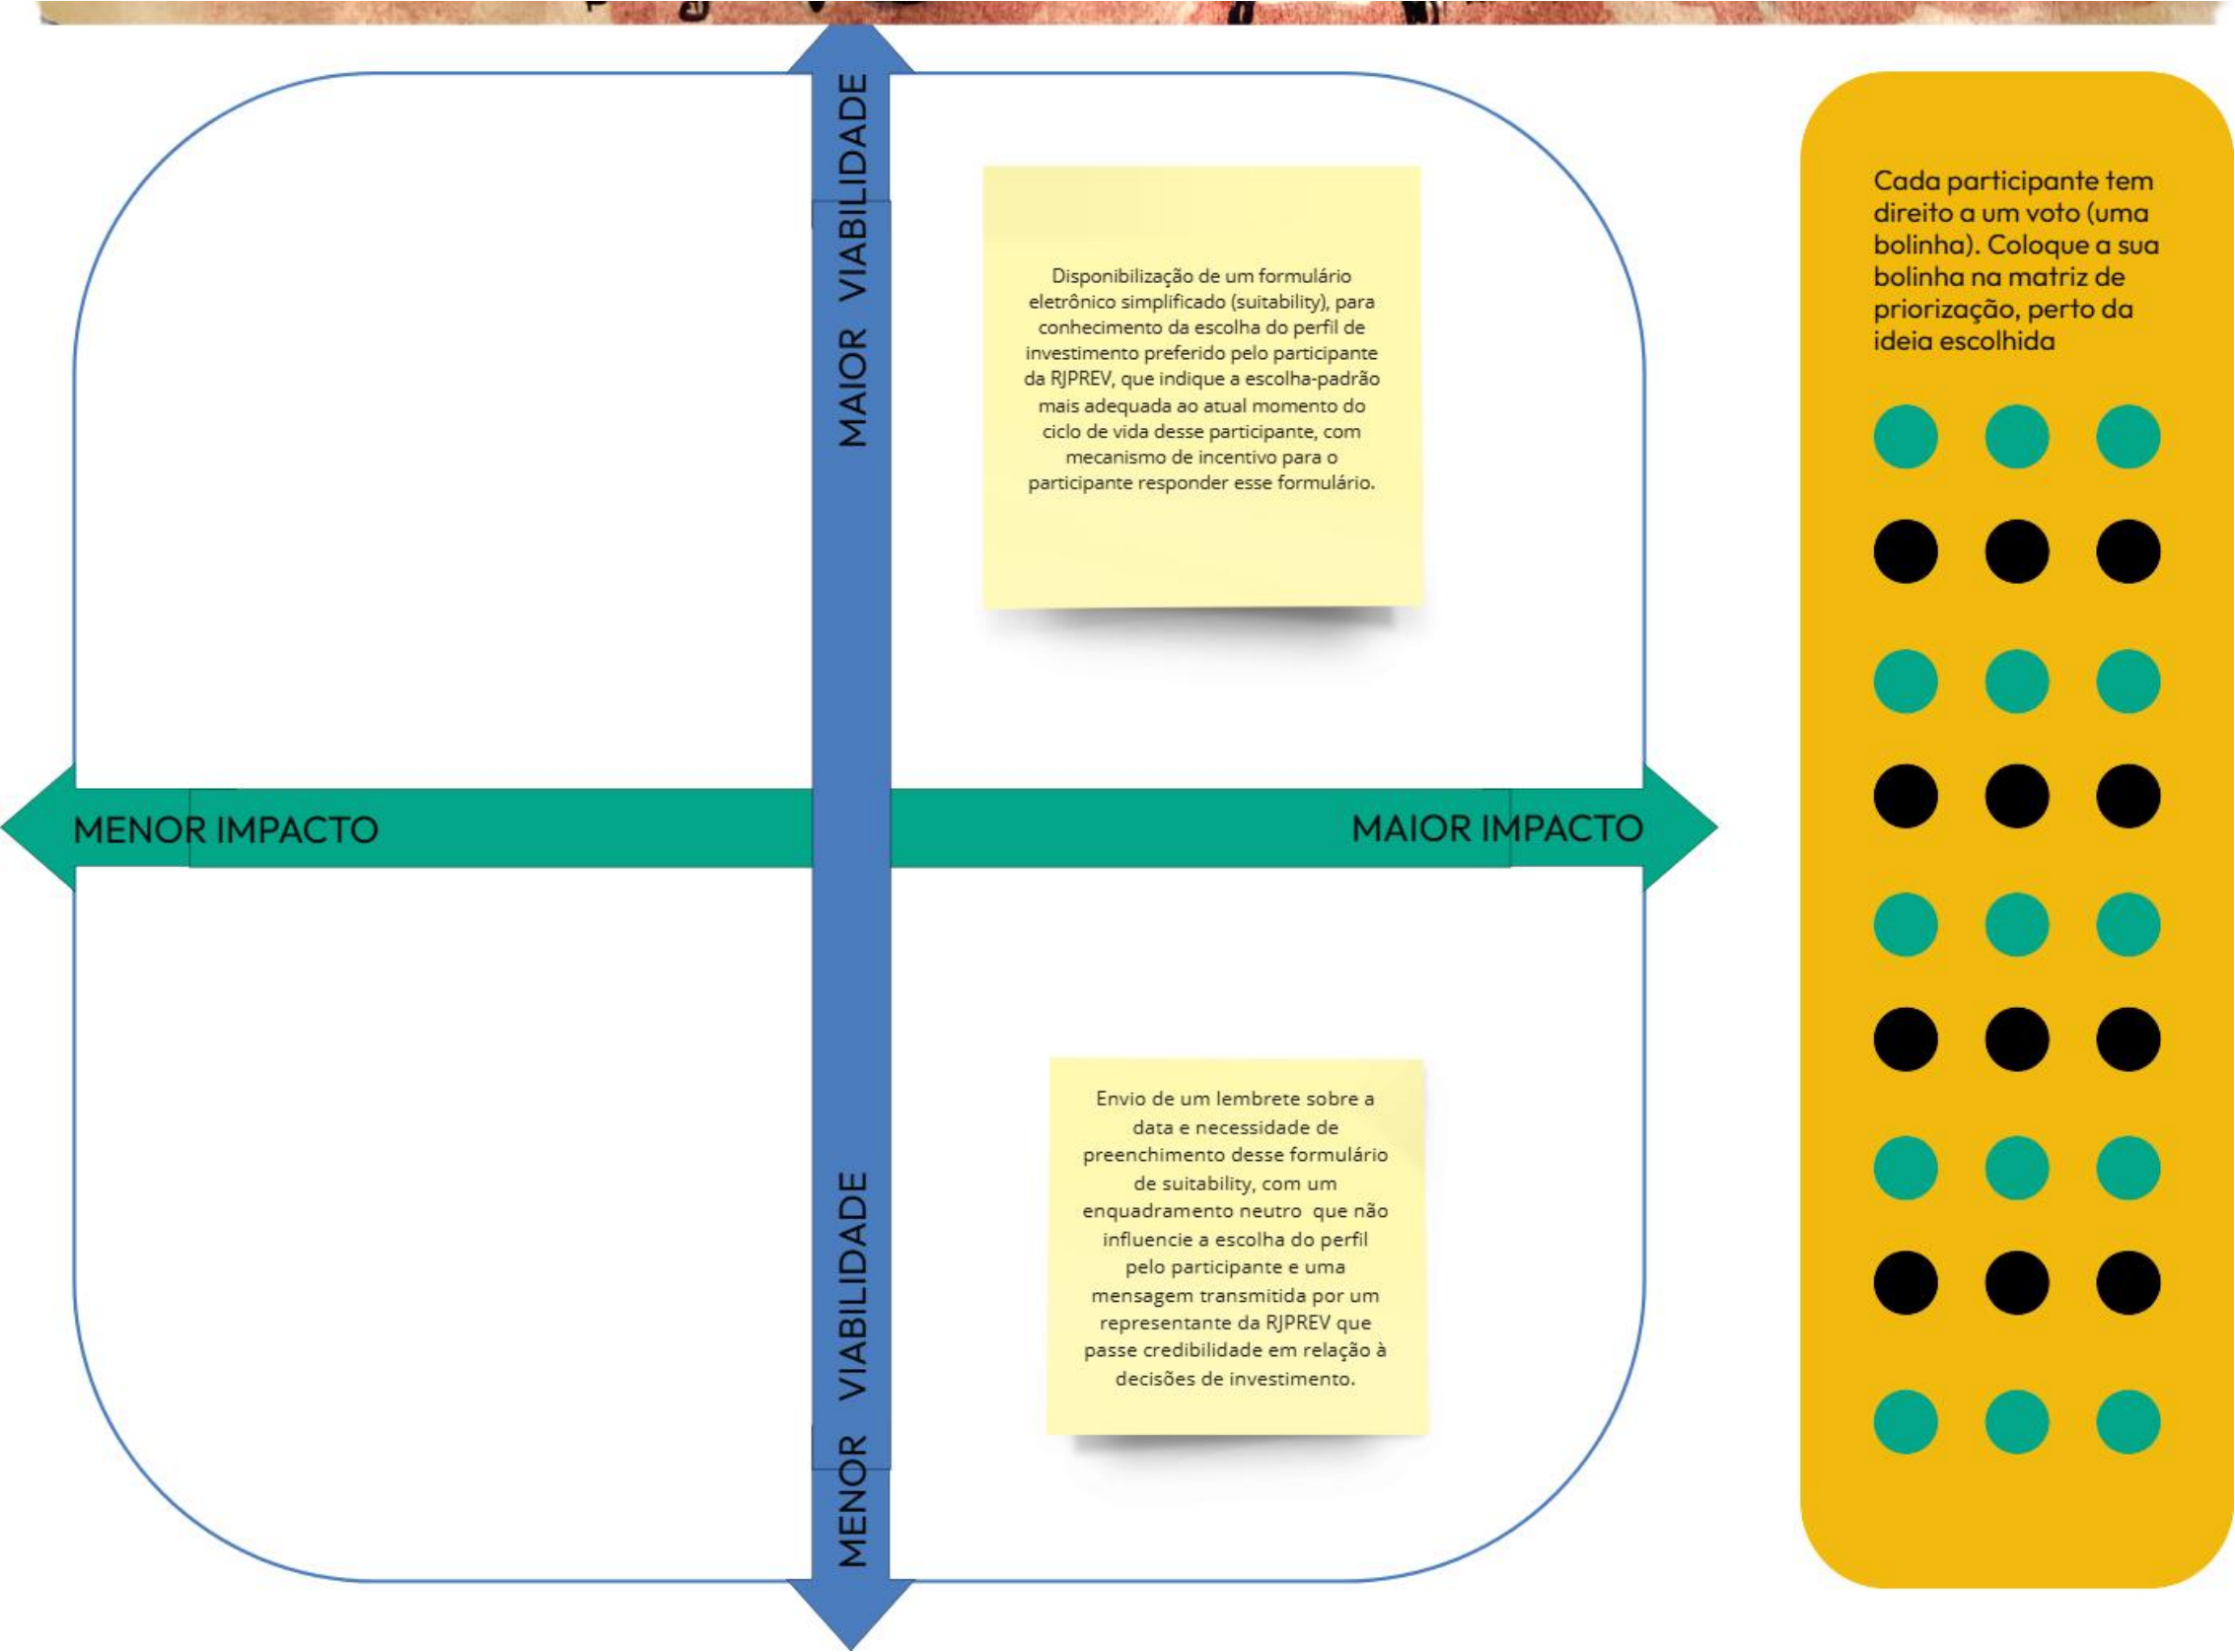 MAIOR VIABILIDADE
Disponibilização de um formulário
eletrônico simplificado (suitability), para
conhecimento da escolha do perfil de
investimento preferido pelo participante
da RJPREV, que indique a escolha-padrão
mais adequada ao atual momento do
ciclo de vida desse participante, com
mecanismo de incentivo para o
participante responder esse formulário.
MENOR IMPACTO
MAIOR IMPACTO
Envio de um lembrete sobre a
data e necessidade de
preenchimento desse formulário
de suitability, com um
enquadramento neutro  que não
influencie a escolha do perfil
pelo participante e uma
mensagem transmitida por um
representante da RJPREV que
passe credibilidade em relação à
decisões de investimento.
MENOR VIABILIDADE
Cada participante tem
direito a um voto (uma
bolinha). Coloque a sua
bolinha na matriz de
priorização, perto da
ideia escolhida